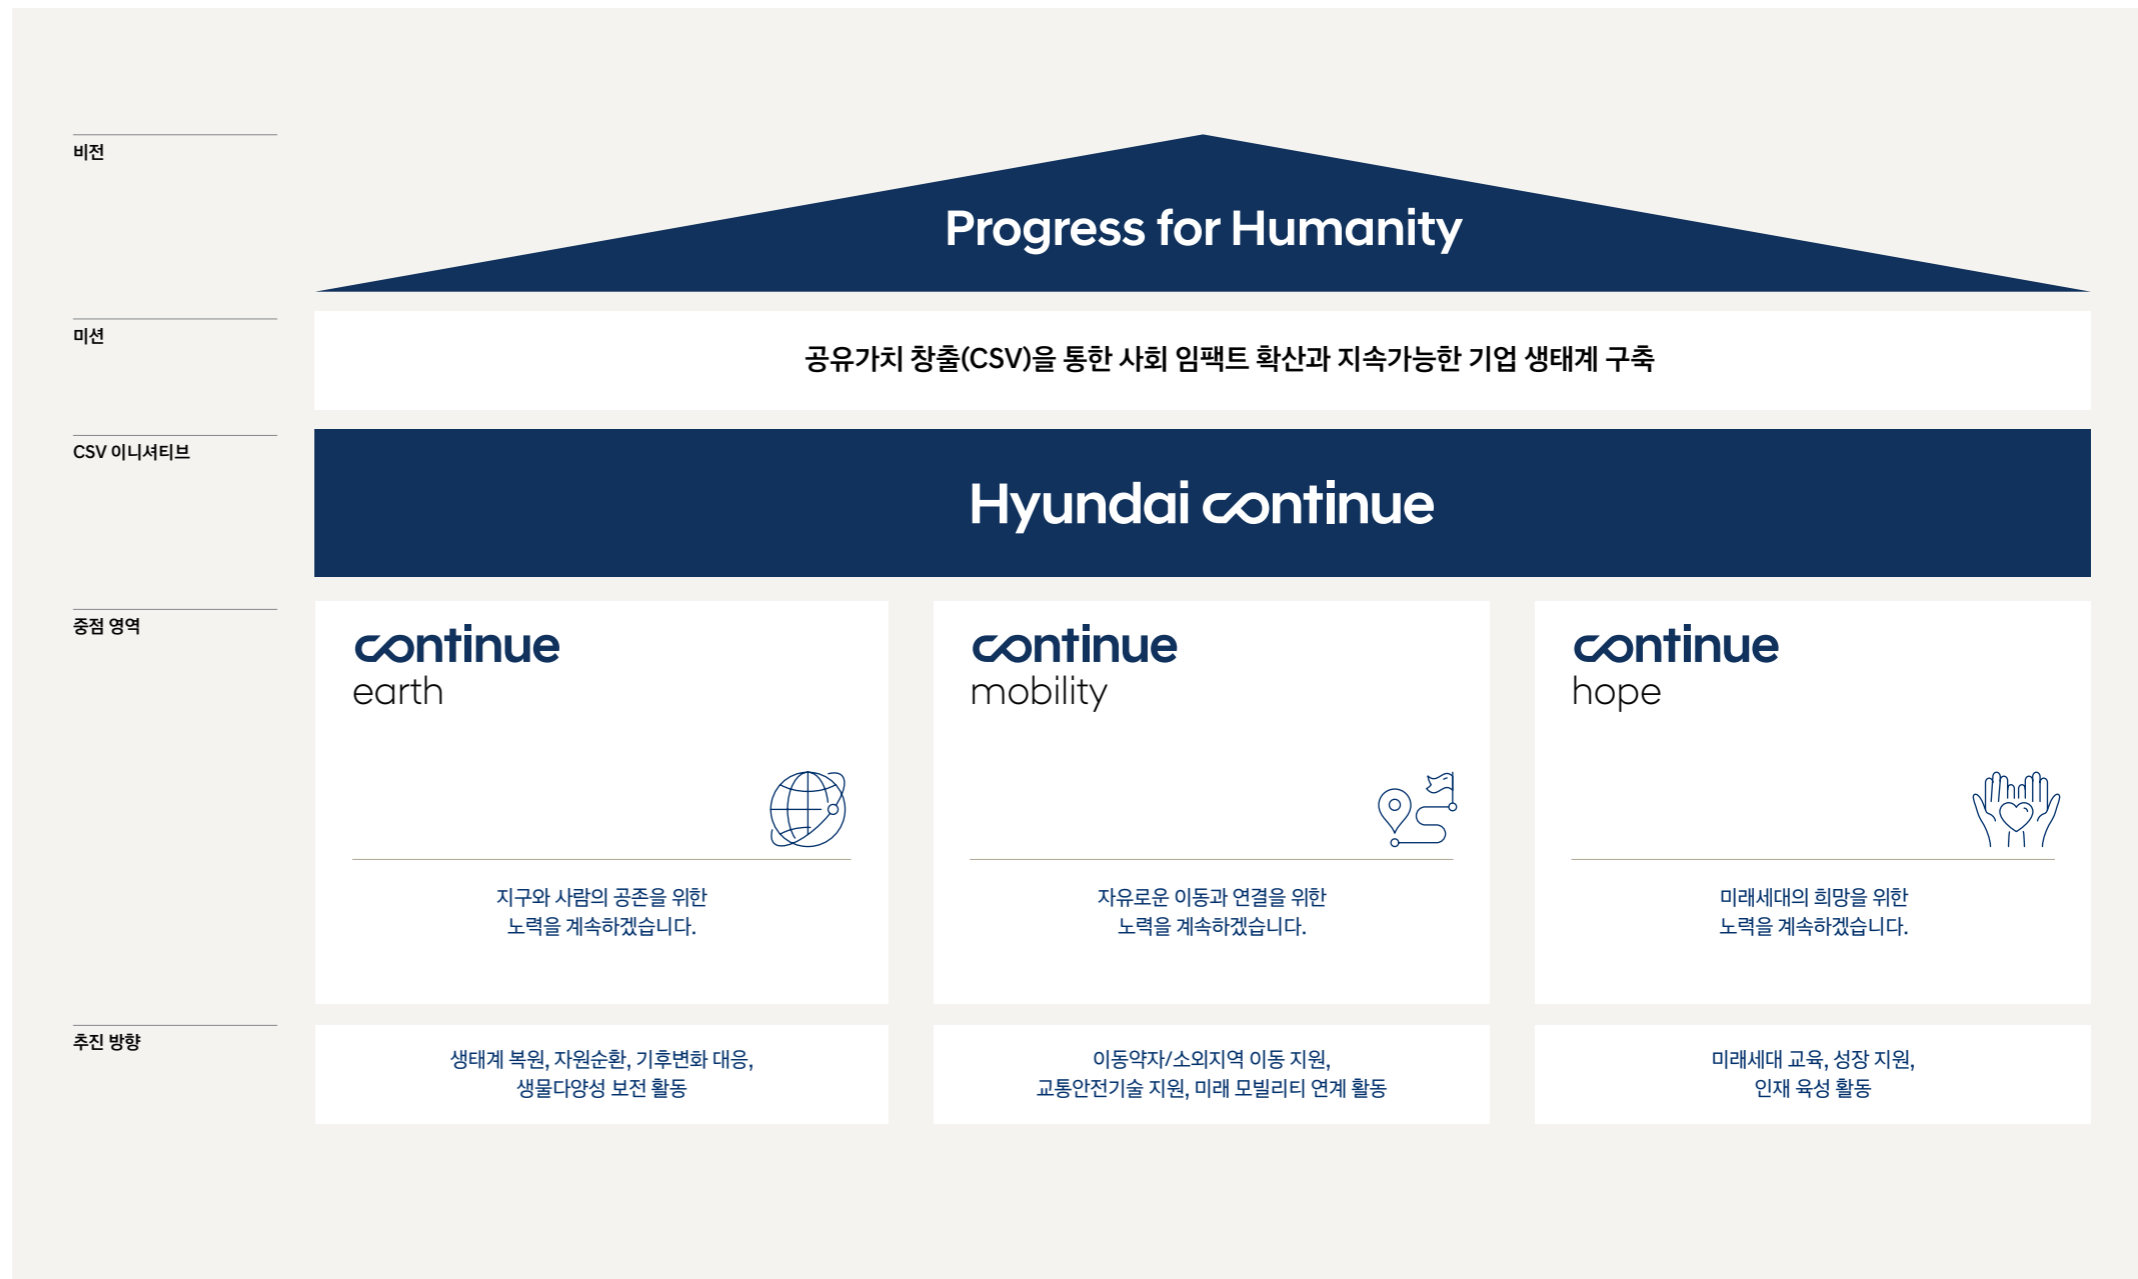 비전
Progress for Humanity
미션
공유가치 창출(CSV)을 통한 사회 임팩트 확산과 지속가능한 기업 생태계 구축
CSV 이니셔티브
Hyundai continue
중점 영역
continue
earth
지구와 사람의 공존을 위한
노력을 계속하겠습니다.
continue
mobility
자유로운 이동과 연결을 위한
노력을 계속하겠습니다.
continue
hope
미래세대의 희망을 위한
노력을 계속하겠습니다.
추진 방향
생태계 복원, 자원순환, 기후변화 대응,
생물다양성 보전 활동
이동약자/소외지역 이동 지원,
교통안전기술 지원, 미래 모빌리티 연계 활동
미래세대 교육, 성장 지원,
인재 육성 활동